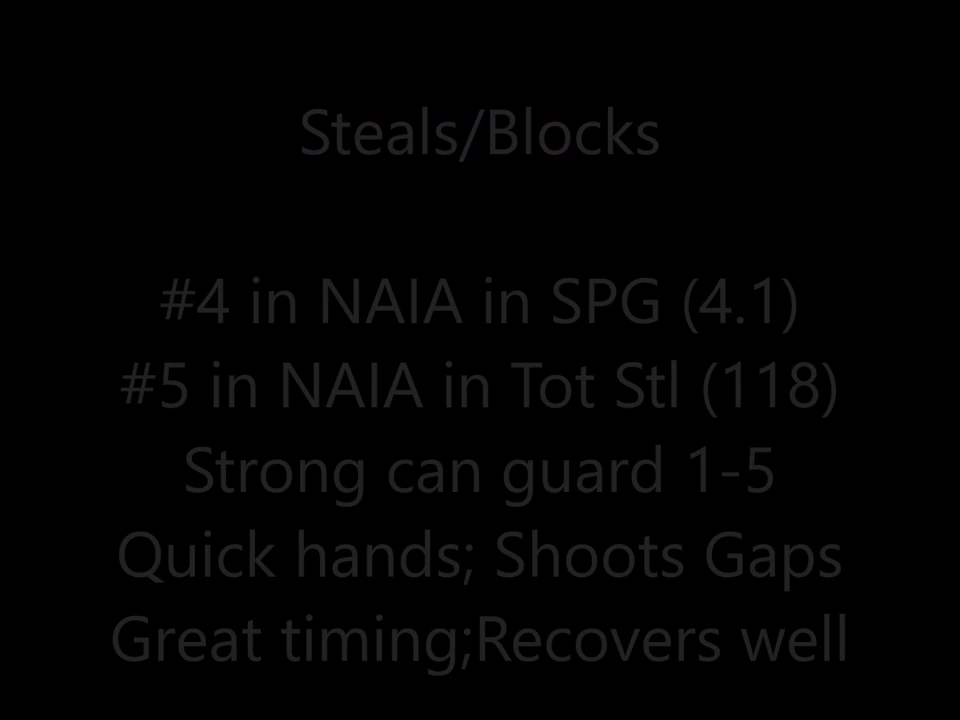 Steals/Blocks
#4 in NAIA in SPG (4.1)
#5 in NAIA in Tot Stl (118)
Strong can guard 1-5
Quick hands; Shoots Gaps
Great timing;Recovers well